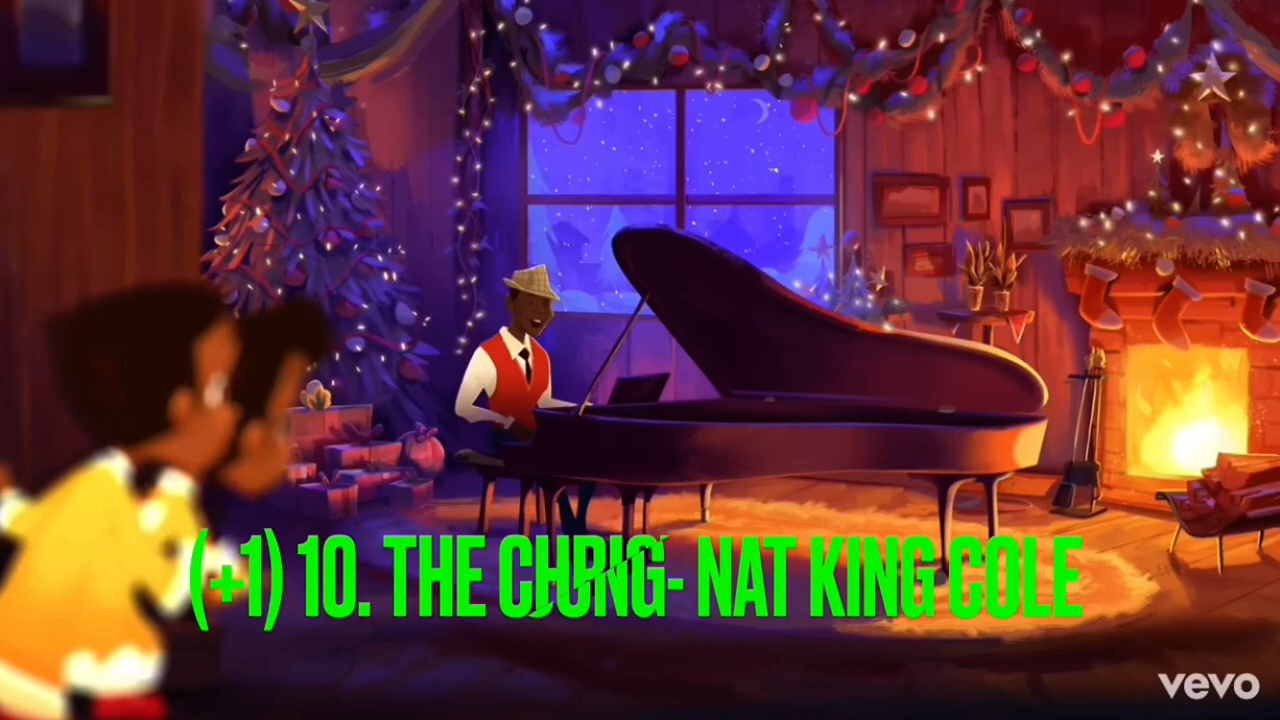 (+1) 10. THE - NAT KING COLE
vevo